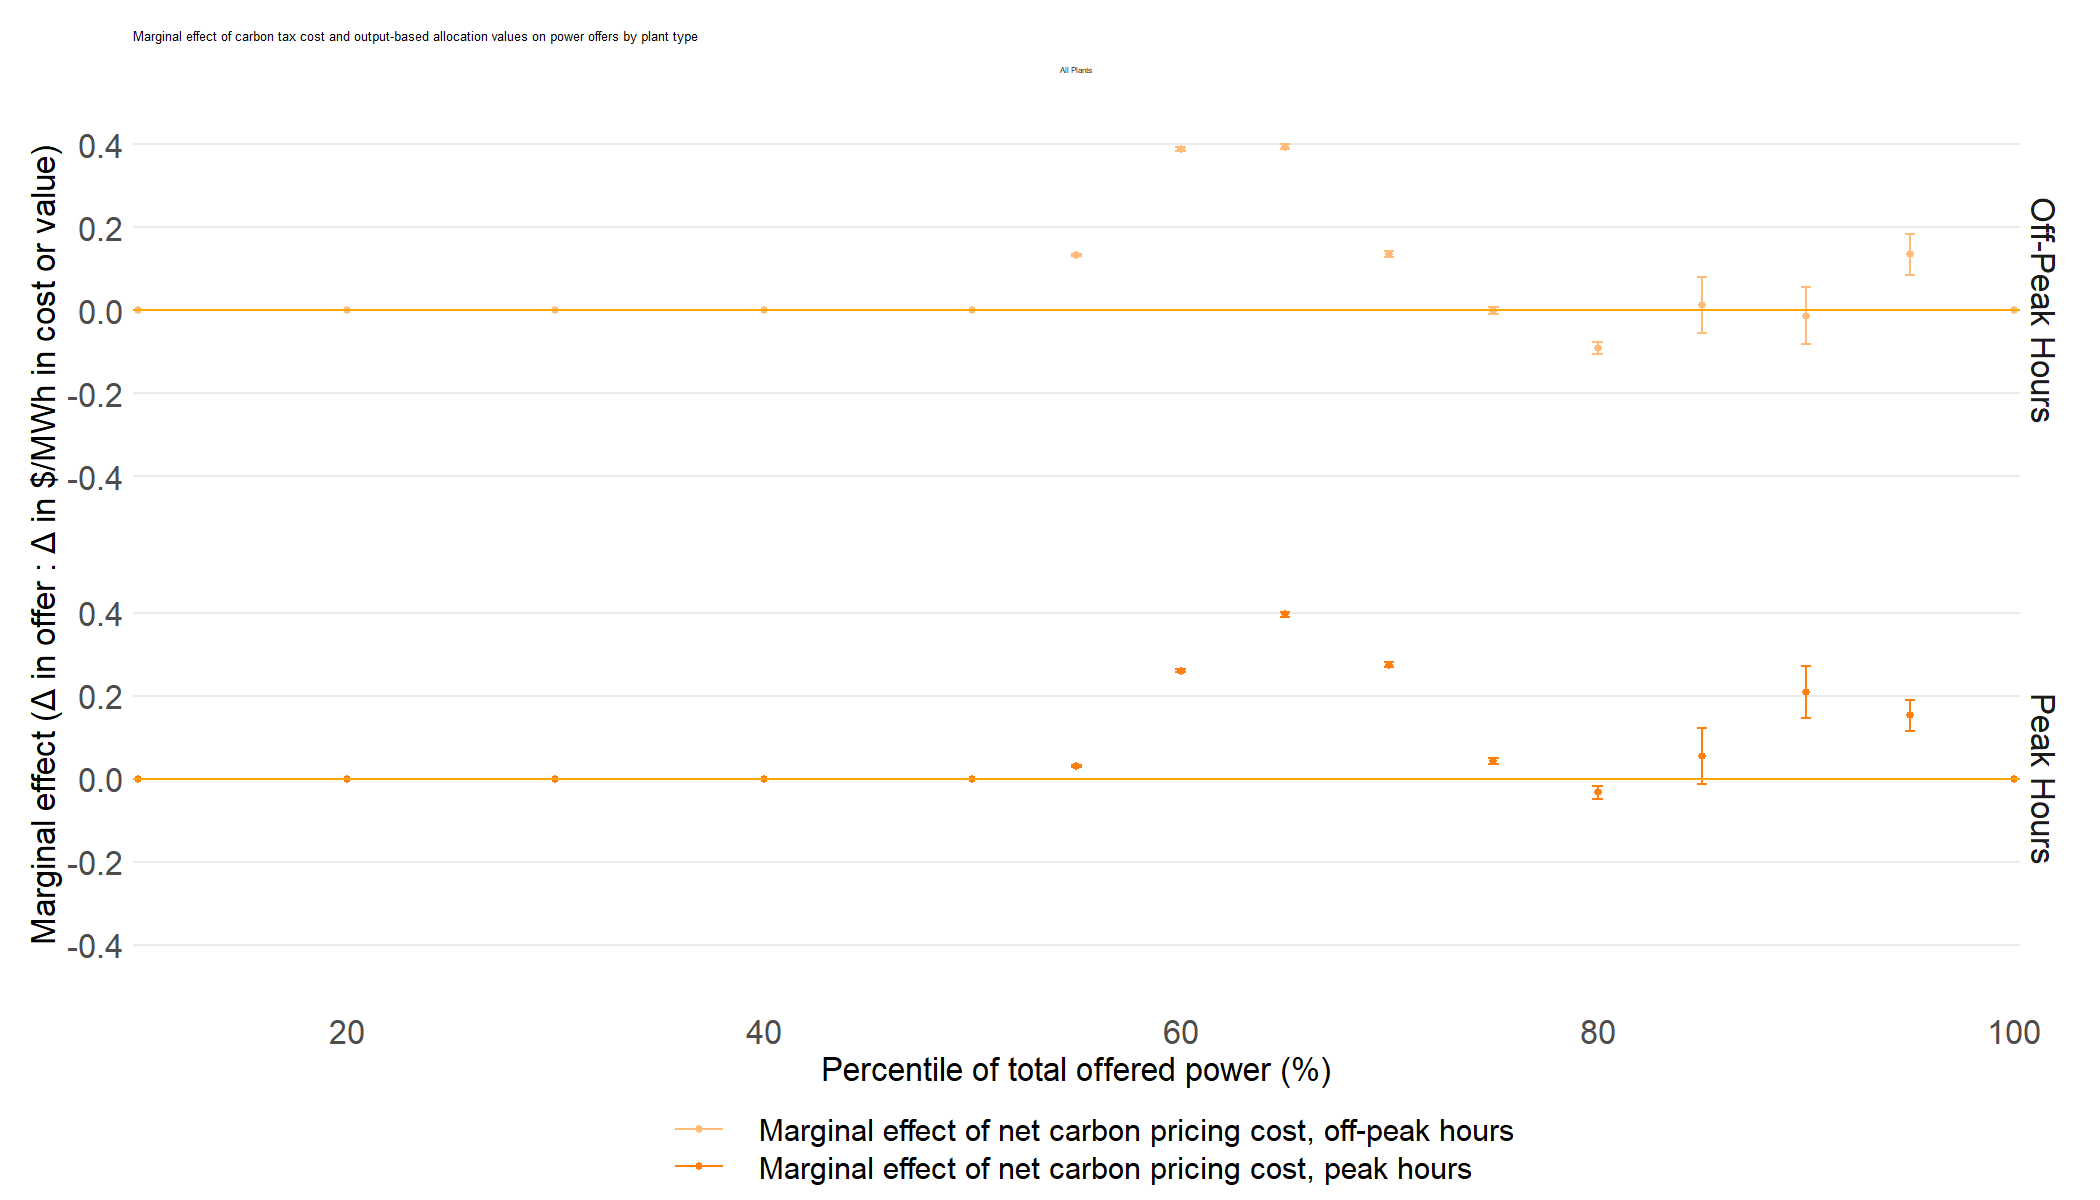 Marginal effect of carbon tax cost and output-based allocation values on power offers by plant type
All Plants
Marginal effect (Δ in offer : Δ in $/MWh in cost or value)
0.4
0.2
0.0
-0.2
-0.4
Off-Peak Hours
0.4
0.2
0.0
-0.2
-0.4
Peak Hours
20 40 60 80 100
Percentile of total offered power (%)
Marginal effect of net carbon pricing cost, off-peak hours
Marginal effect of net carbon pricing cost, peak hours